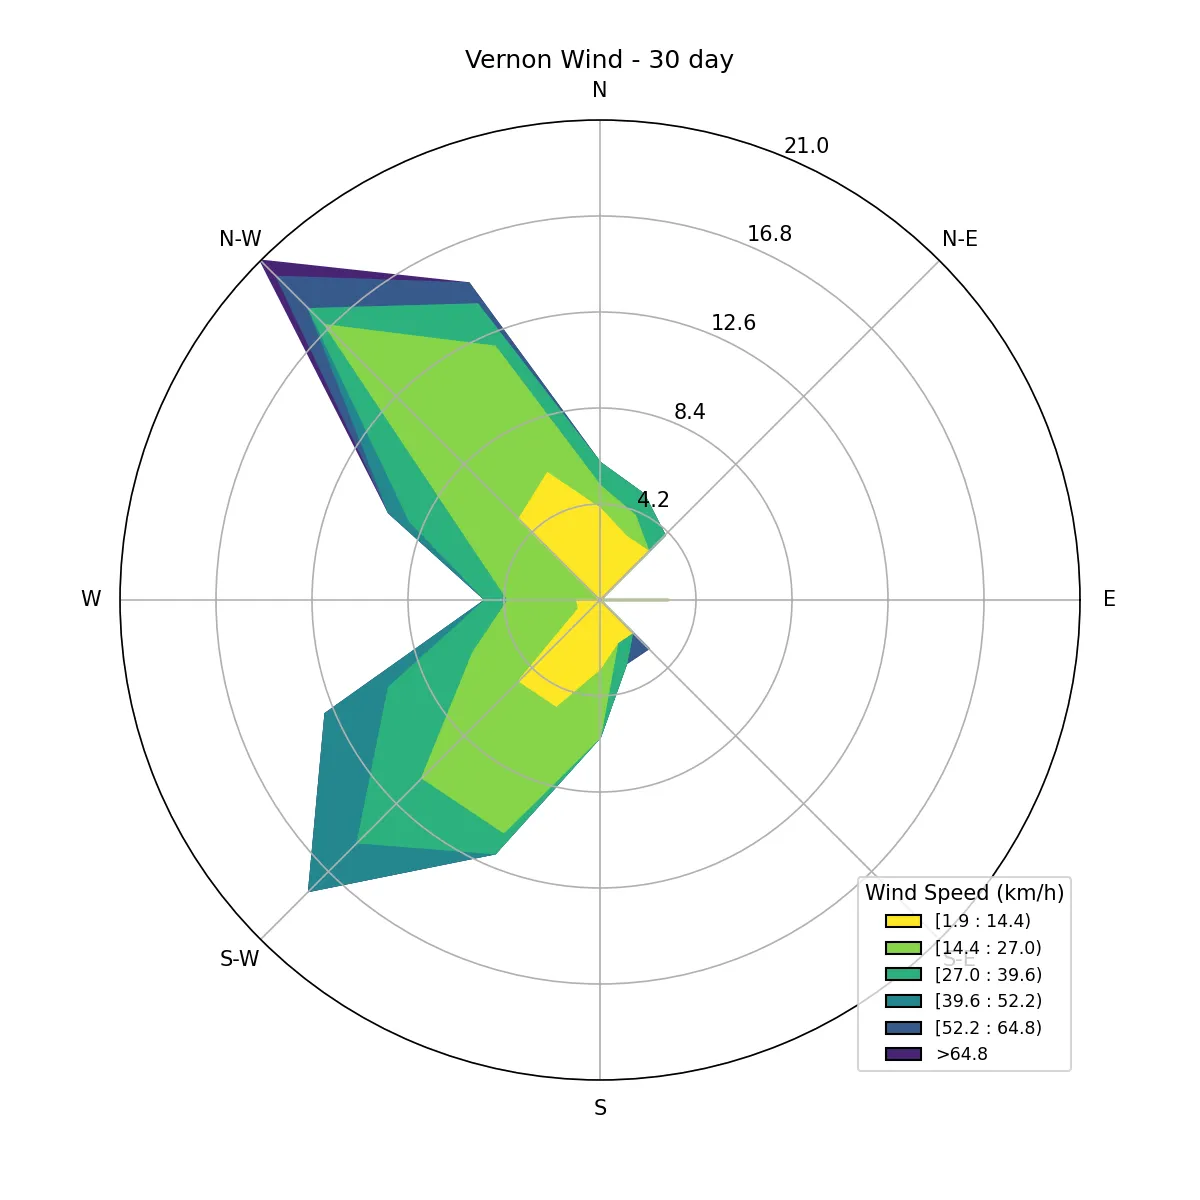 Vernon Wind - 30 day
N
21.0
16.8
N-W
N-E
12.6
8.4
4.2
W
E
S-W
S-E
S
Wind Speed (km/h)
[1.9 : 14.4)
[14.4 : 27.0)
[27.0 : 39.6)
[39.6 : 52.2)
[52.2 : 64.8)
>64.8